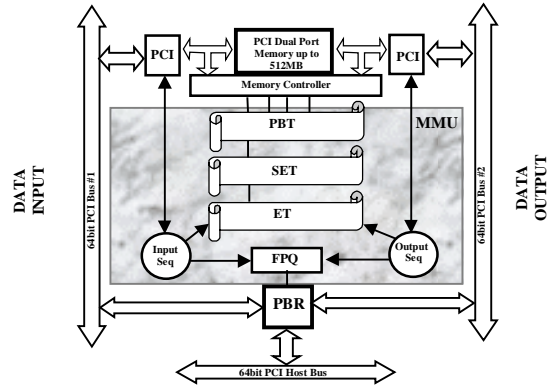 PCI Dual Port
Memory up to
512MB
PCI
PCI
Memory Controller
MMU
PBT
SET
ET
DATA
INPUT
64bit PCI Bus #1
64bit PCI Bus #2
DATA
OUTPUT
Input
Seq
Output
Seq
FPQ
PBR
64bit PCI Host Bus